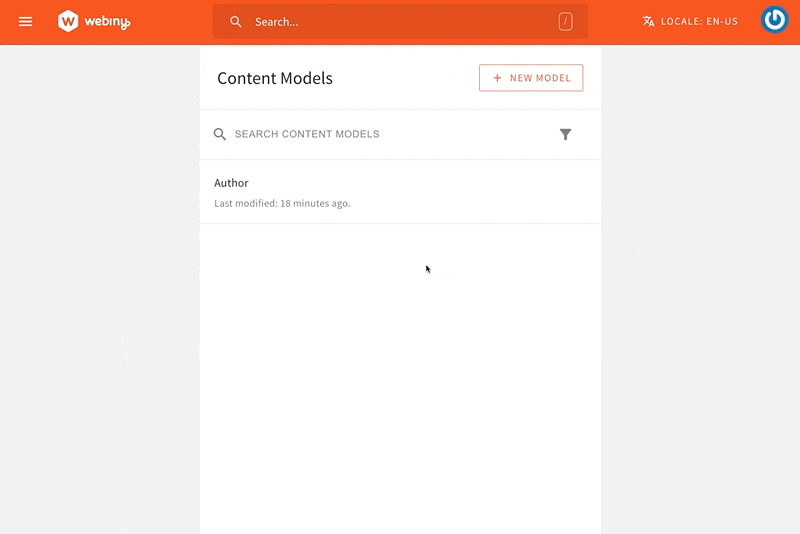 webiny
Search...
/
LOCALE: EN-US
Content Models
+ NEW MODEL
SEARCH CONTENT MODELS
Author
Last modified: 18 minutes ago.